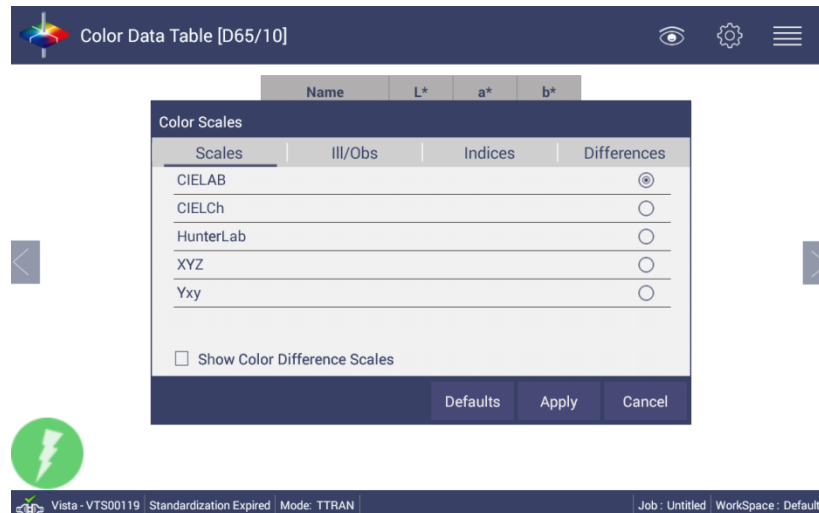 Color Data Table [D65/10]
Name L* a* b*
Color Scales
Scales Ill/Obs Indices Differences
CIELAB
CIELCh
HunterLab
XYZ
Yxy
Show Color Difference Scales
Defaults Apply Cancel
Vista - VTS00119 Standardization Expired Mode: TTRAN Job : Untitled WorkSpace : Default